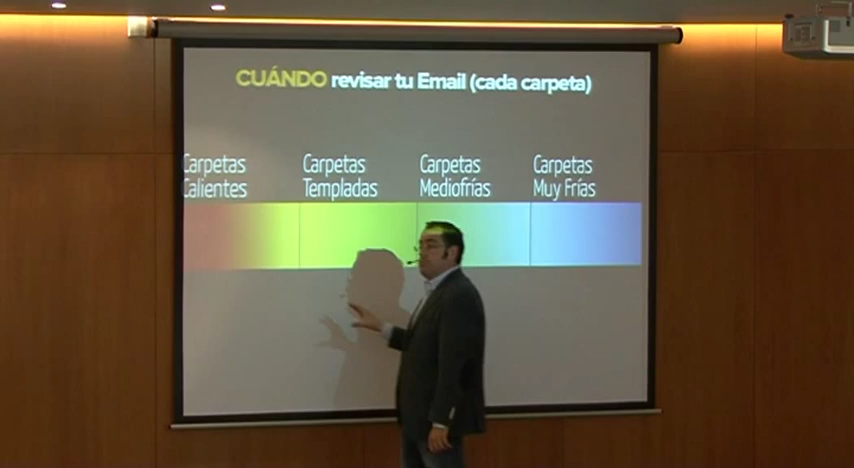 CUÁNDO revisar tu Email (cada carpeta)
Carpetas
Calientes
Carpetas
Templadas
Carpetas
Mediofrías
Carpetas
Muy Frías